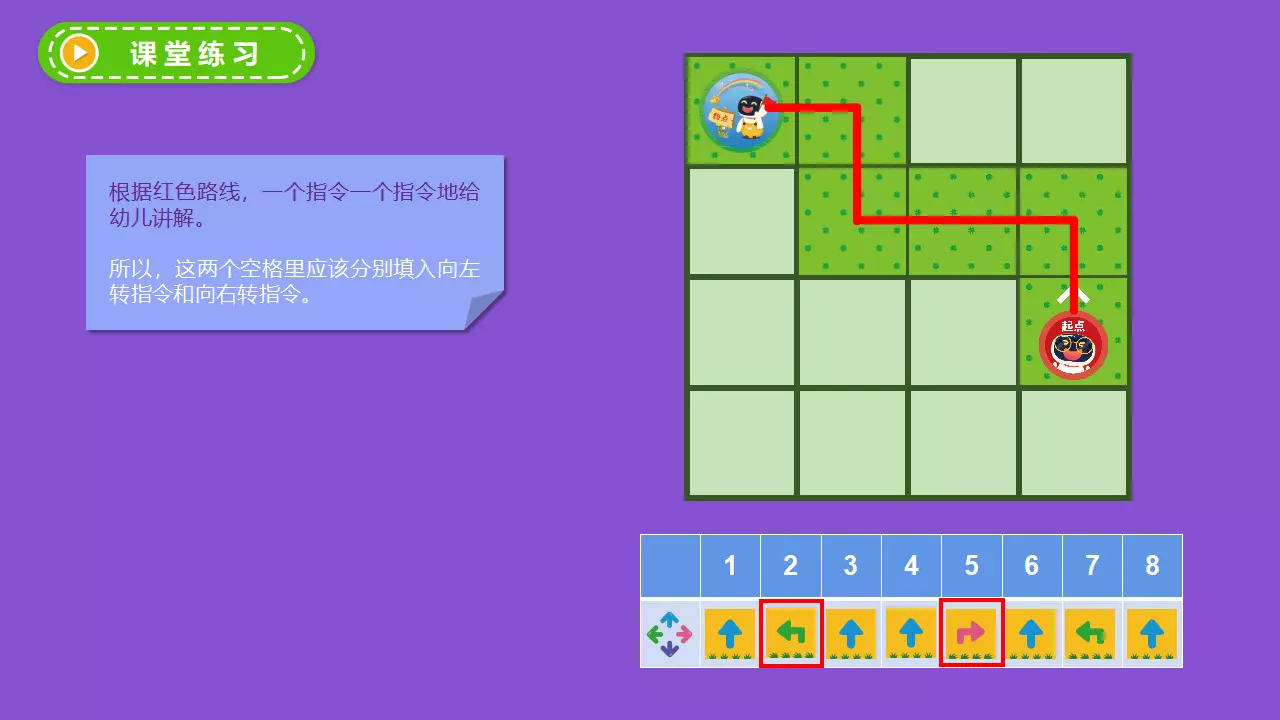 课堂练习
根据红色路线，一个指令一个指令地给
幼儿讲解。
所以，这两个空格里应该分别填入向左
转指令和向右转指令。
终点
起点
1 2 3 4 5 6 7 8